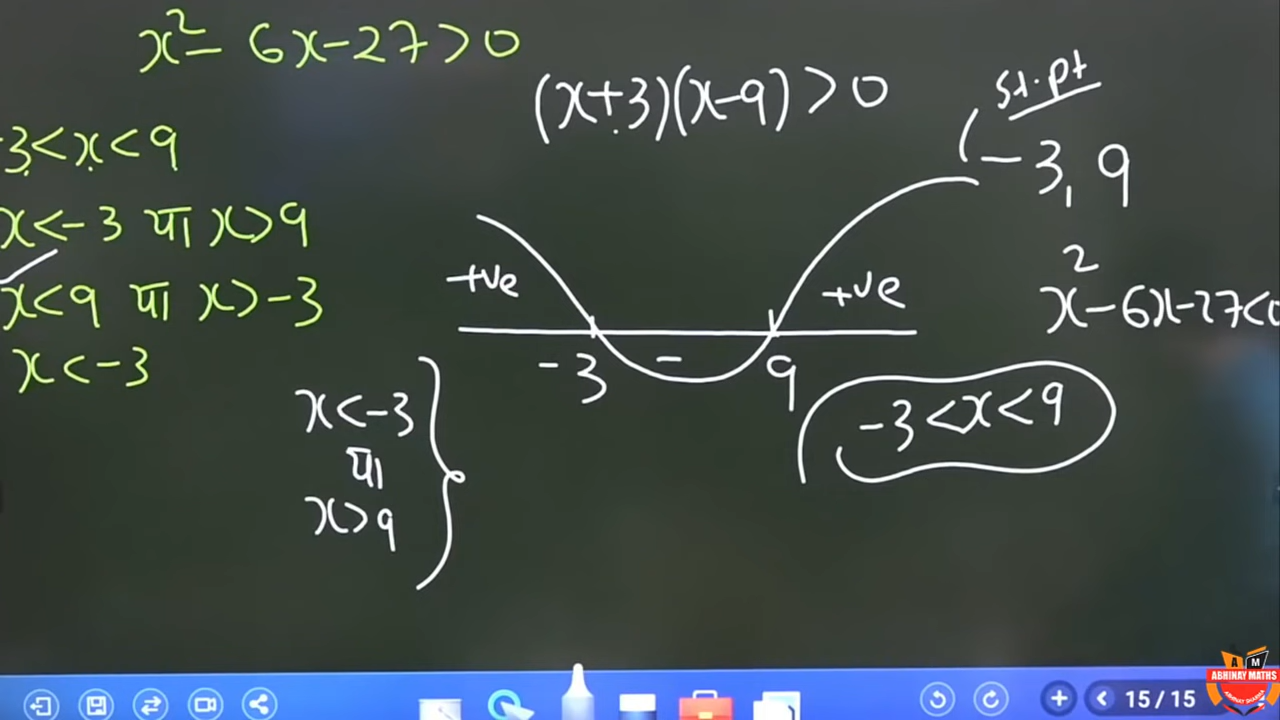 x² - 6x - 27 > 0
(x+3)(x-9) > 0
st. pt
-3, 9
-3 < x < 9
x < -3 या x > 9
x < 9 या x > -3
x < -3
+ve
+ve
-3
-
9
x² - 6x - 27 < 0
-3 < x < 9
x < -3
या
x > 9
15 / 15
A M
ABHINAY MATHS